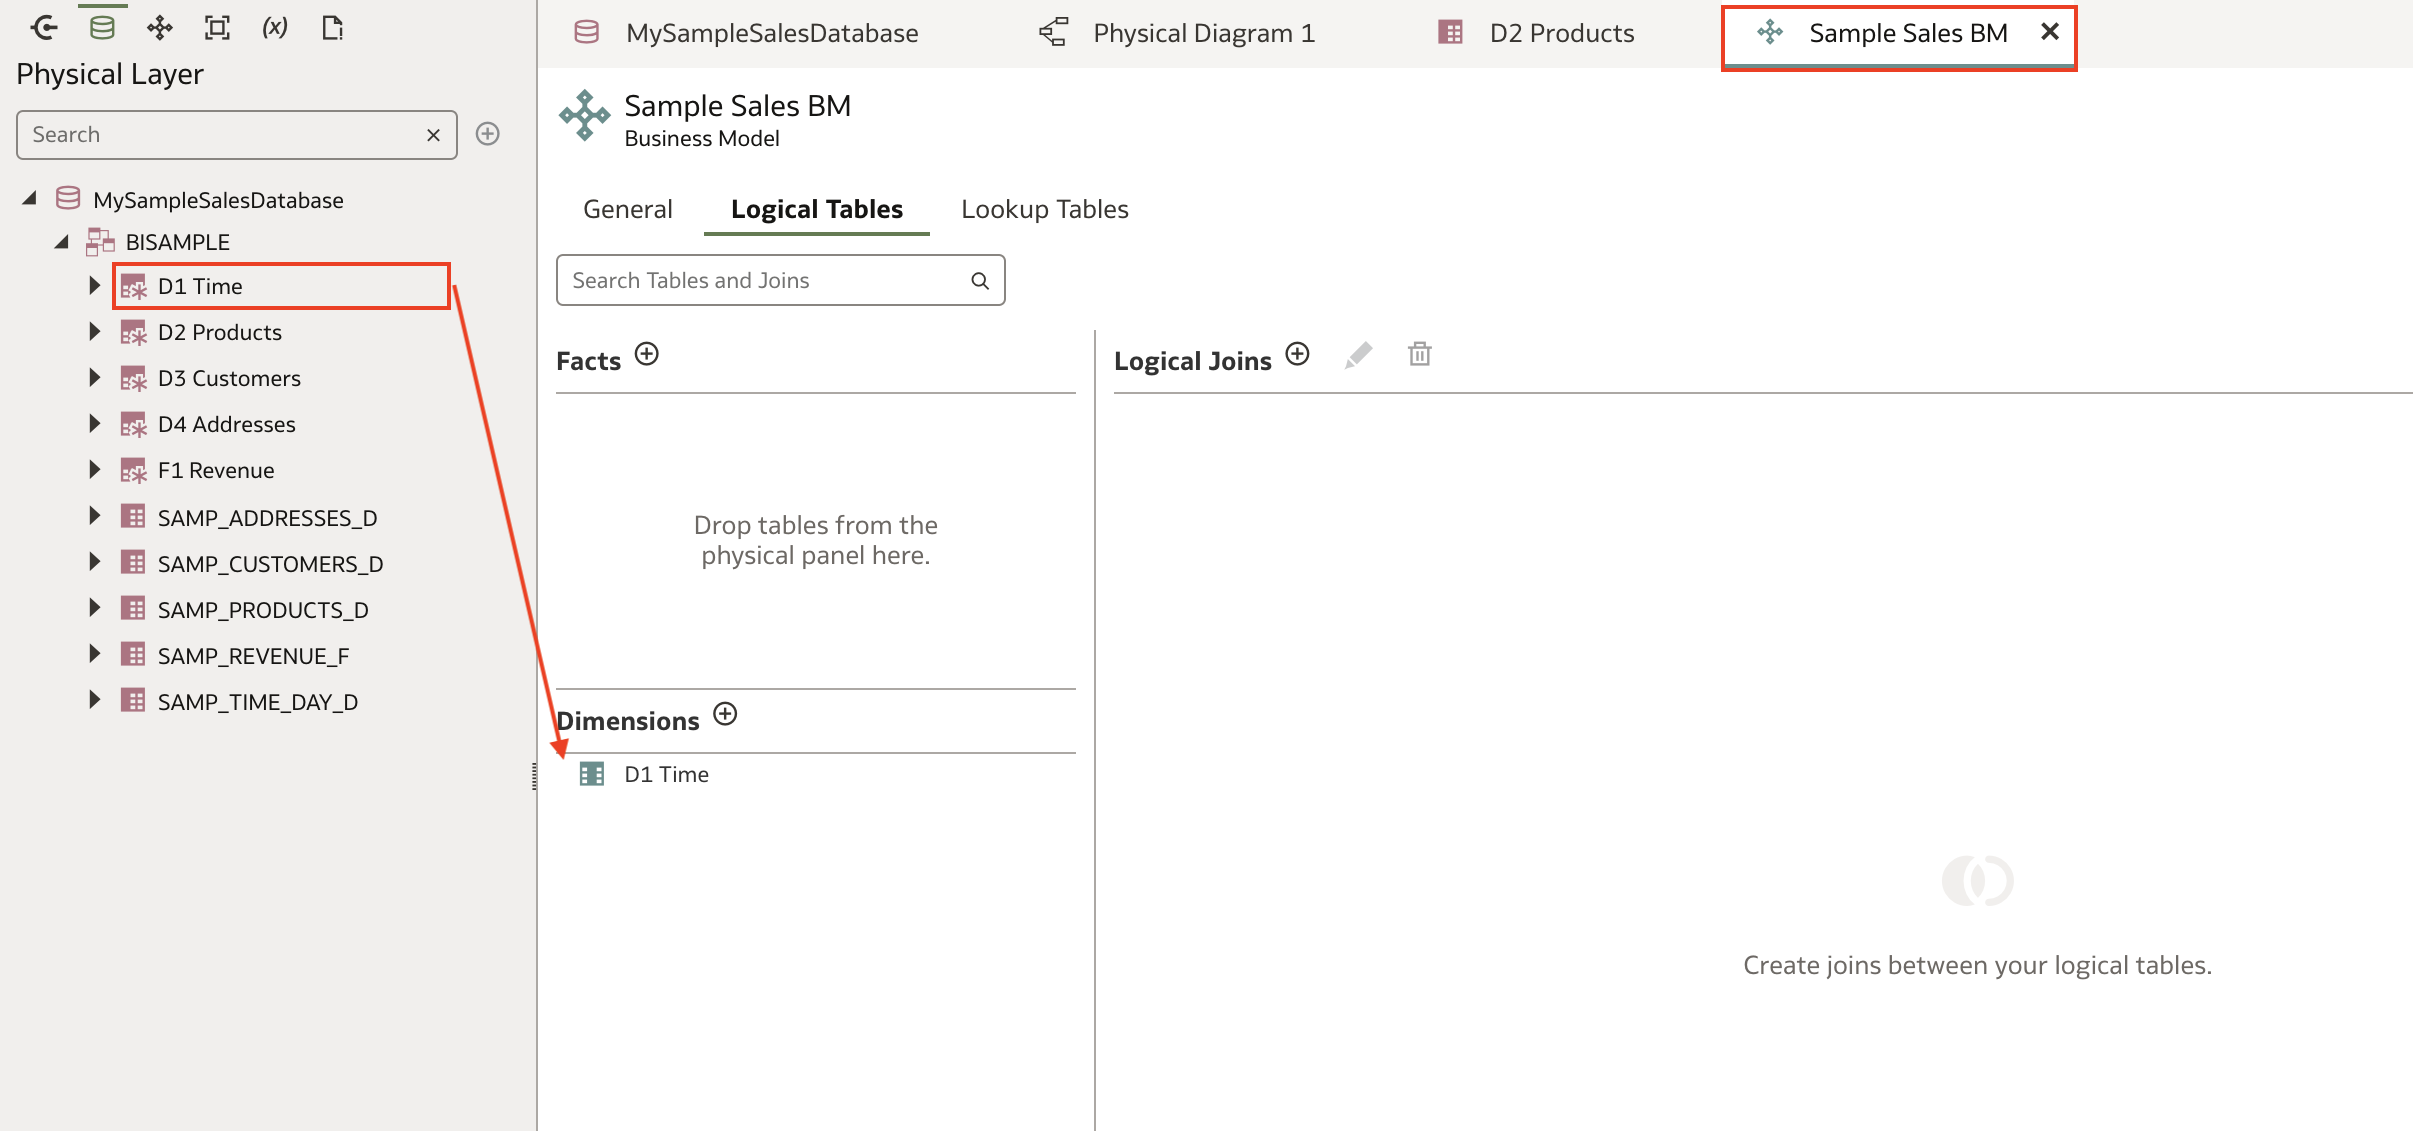 (x)
Physical Layer
Search
MySampleSalesDatabase
BISAMPLE
D1 Time
D2 Products
D3 Customers
D4 Addresses
F1 Revenue
SAMP_ADDRESSES_D
SAMP_CUSTOMERS_D
SAMP_PRODUCTS_D
SAMP_REVENUE_F
SAMP_TIME_DAY_D
MySampleSalesDatabase
Physical Diagram 1
D2 Products
Sample Sales BM
Sample Sales BM
Business Model
General
Logical Tables
Lookup Tables
Search Tables and Joins
Facts
Drop tables from the
physical panel here.
Dimensions
D1 Time
Logical Joins
Create joins between your logical tables.